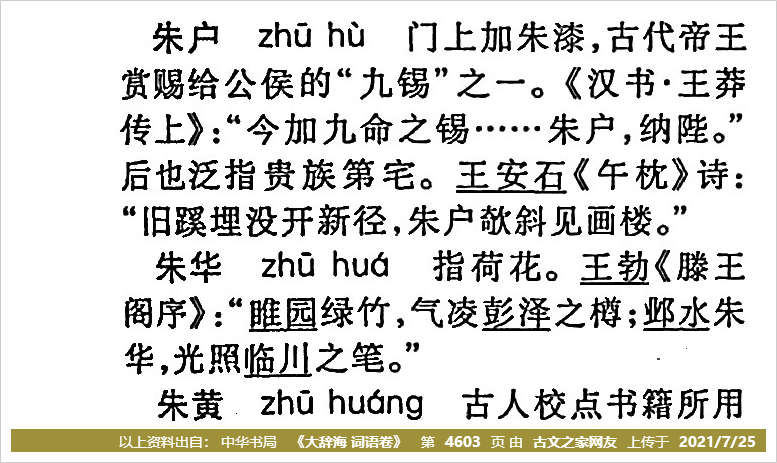 朱户 zhū hù 门上加朱漆，古代帝王
赏赐给公侯的“九锡”之一。《汉书·王莽
传上》：“今加九命之锡……朱户，纳陛。”
后也泛指贵族第宅。王安石《午枕》诗：
“旧蹊埋没开新径，朱户欹斜见画楼。”
朱华 zhū huá 指荷花。王勃《滕王
阁序》：“睢园绿竹，气凌彭泽之樽；邺水朱
华，光照临川之笔。”
朱黄 zhū huáng 古人校点书籍所用
以上资料出自： 中华书局 《大辞海 词语卷》 第 4603 页 由 古文之家网友 上传于 2021/7/25